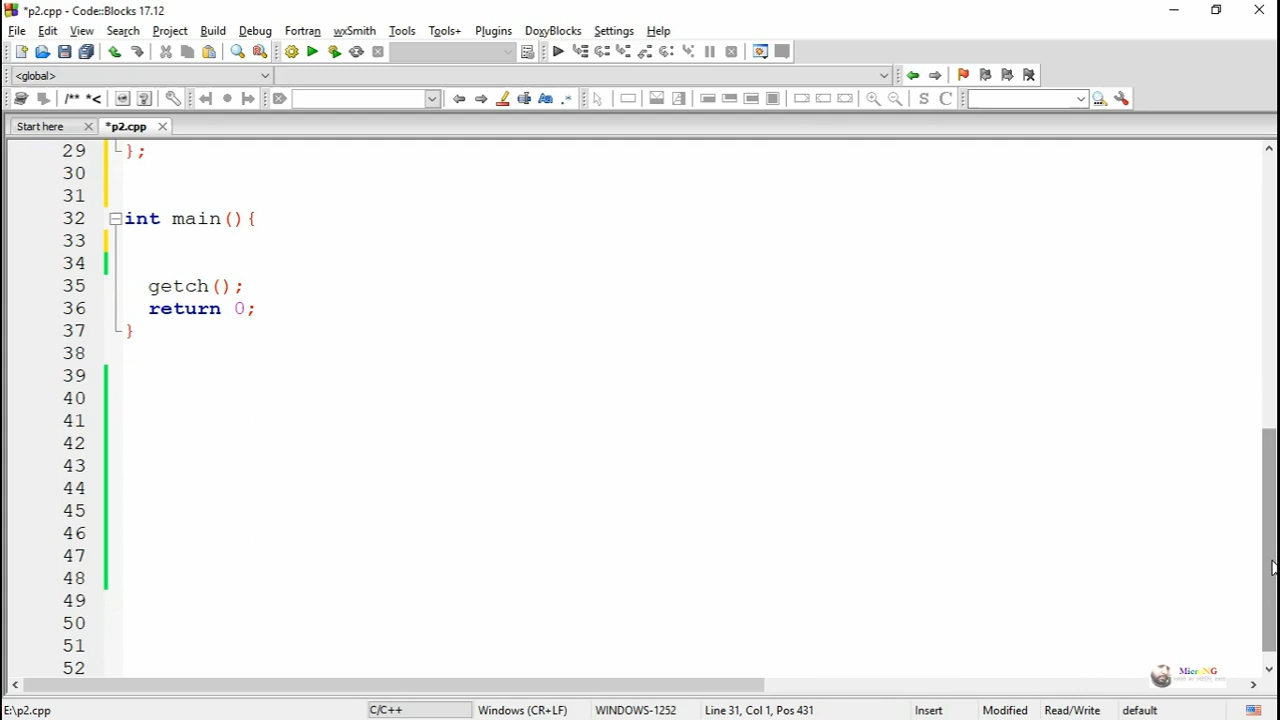 *p2.cpp - Code::Blocks 17.12
File Edit View Search Project Build Debug Fortran wxSmith Tools Tools+ Plugins DoxyBlocks Settings Help
<global>
/** *<
S C
Start here *p2.cpp
29 };
30
31
32 int main(){
33
34
35 getch();
36 return 0;
37 }
38
39
40
41
42
43
44
45
46
47
48
49
50
51
52
MicroNG
E:\p2.cpp C/C++ Windows (CR+LF) WINDOWS-1252 Line 31, Col 1, Pos 431 Insert Modified Read/Write default